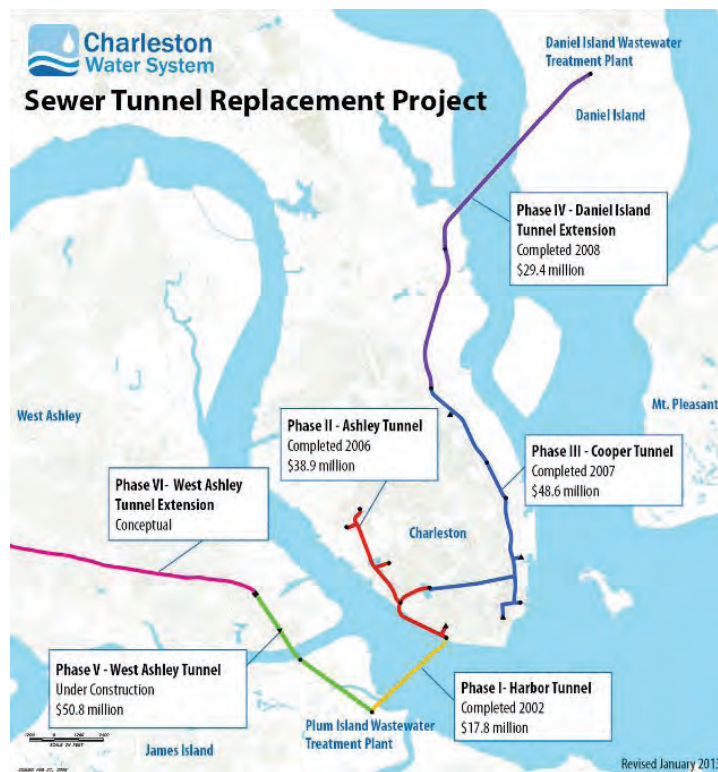 Charleston
Water System
Sewer Tunnel Replacement Project
Daniel Island Wastewater
Treatment Plant
Daniel Island
Phase IV - Daniel Island
Tunnel Extension
Completed 2008
$29.4 million
West Ashley
Mt. Pleasant
Phase II - Ashley Tunnel
Completed 2006
$38.9 million
Phase III - Cooper Tunnel
Completed 2007
$48.6 million
Phase VI- West Ashley
Tunnel Extension
Conceptual
Charleston
Phase V - West Ashley Tunnel
Under Construction
$50.8 million
Phase I- Harbor Tunnel
Completed 2002
$17.8 million
Plum Island Wastewater
Treatment Plant
James Island
SCALE IN FEET
Revised January 2013